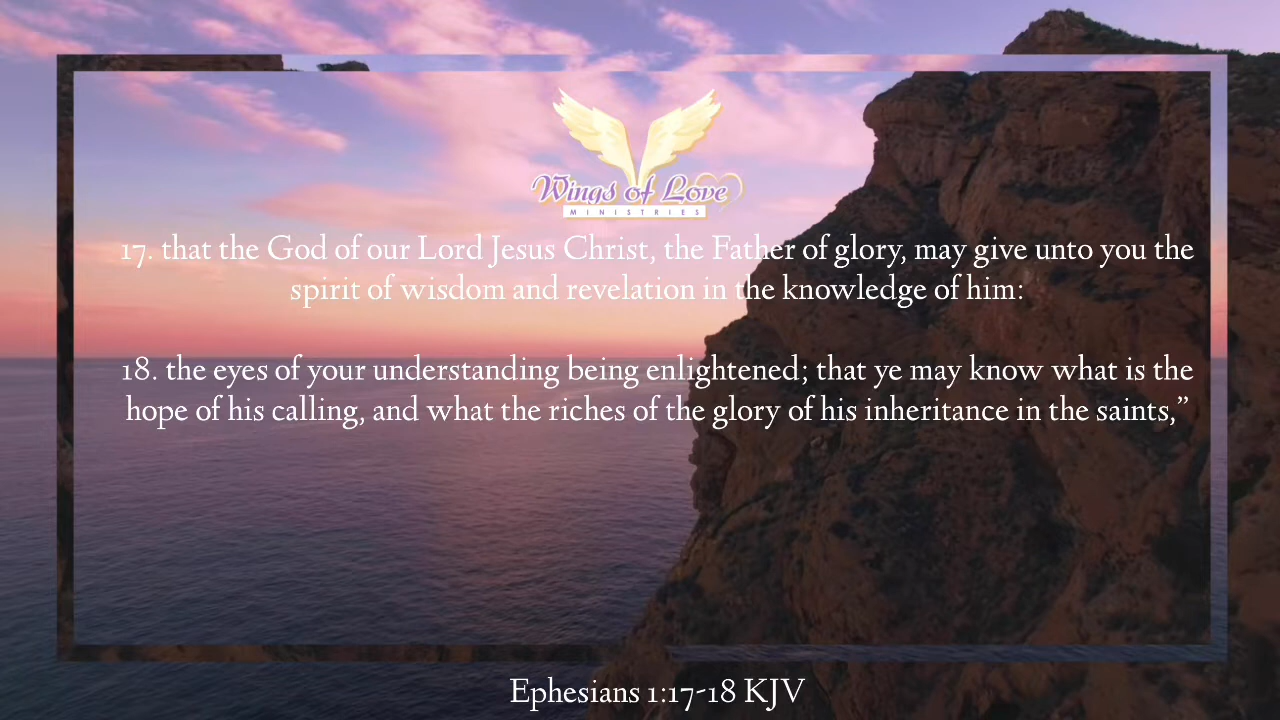 Wings of Love
MINISTRIES
17. that the God of our Lord Jesus Christ, the Father of glory, may give unto you the
spirit of wisdom and revelation in the knowledge of him:
18. the eyes of your understanding being enlightened; that ye may know what is the
hope of his calling, and what the riches of the glory of his inheritance in the saints,”
Ephesians 1:17-18 KJV